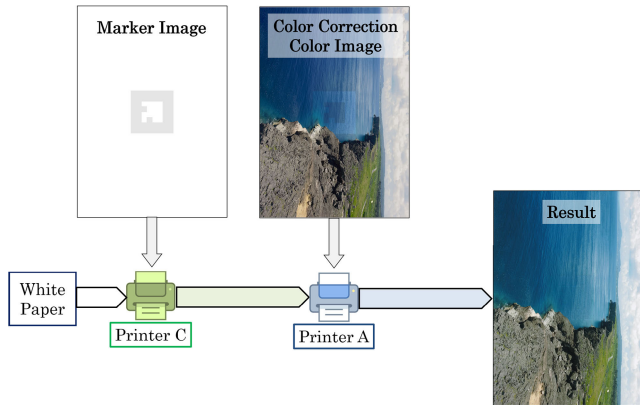 Marker Image
Color Correction
Color Image
Result
White
Paper
Printer C
Printer A